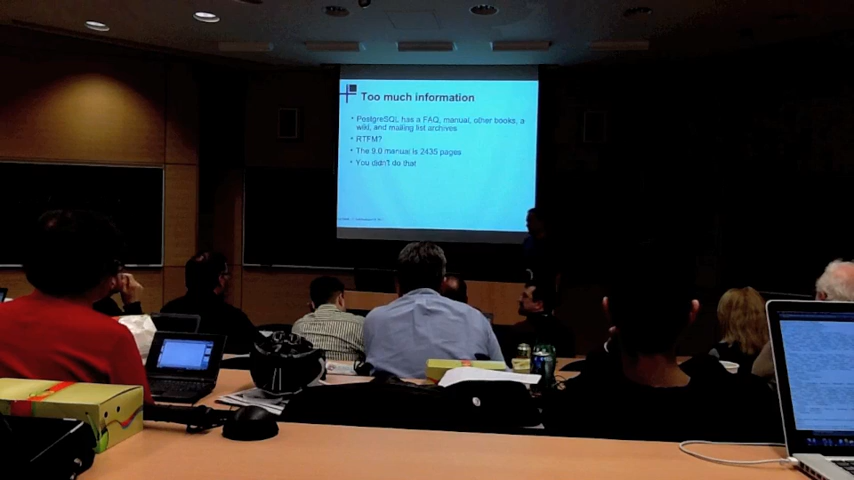 Too much information
• PostgreSQL has a FAQ, manual, other books, a
wiki, and mailing list archives
• RTFM?
• The 9.0 manual is 2435 pages
• You didn't do that